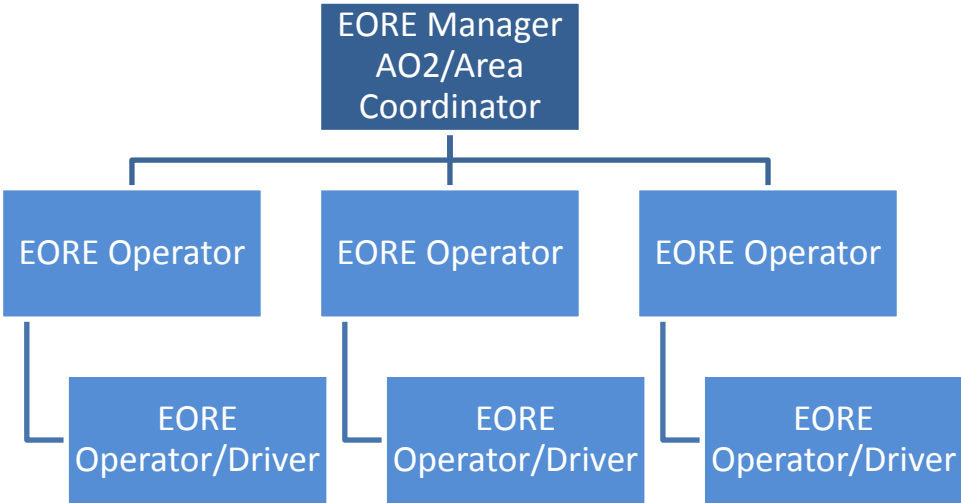 EORE Manager
AO2/Area
Coordinator
EORE Operator
EORE Operator
EORE Operator
EORE
Operator/Driver
EORE
Operator/Driver
EORE
Operator/Driver